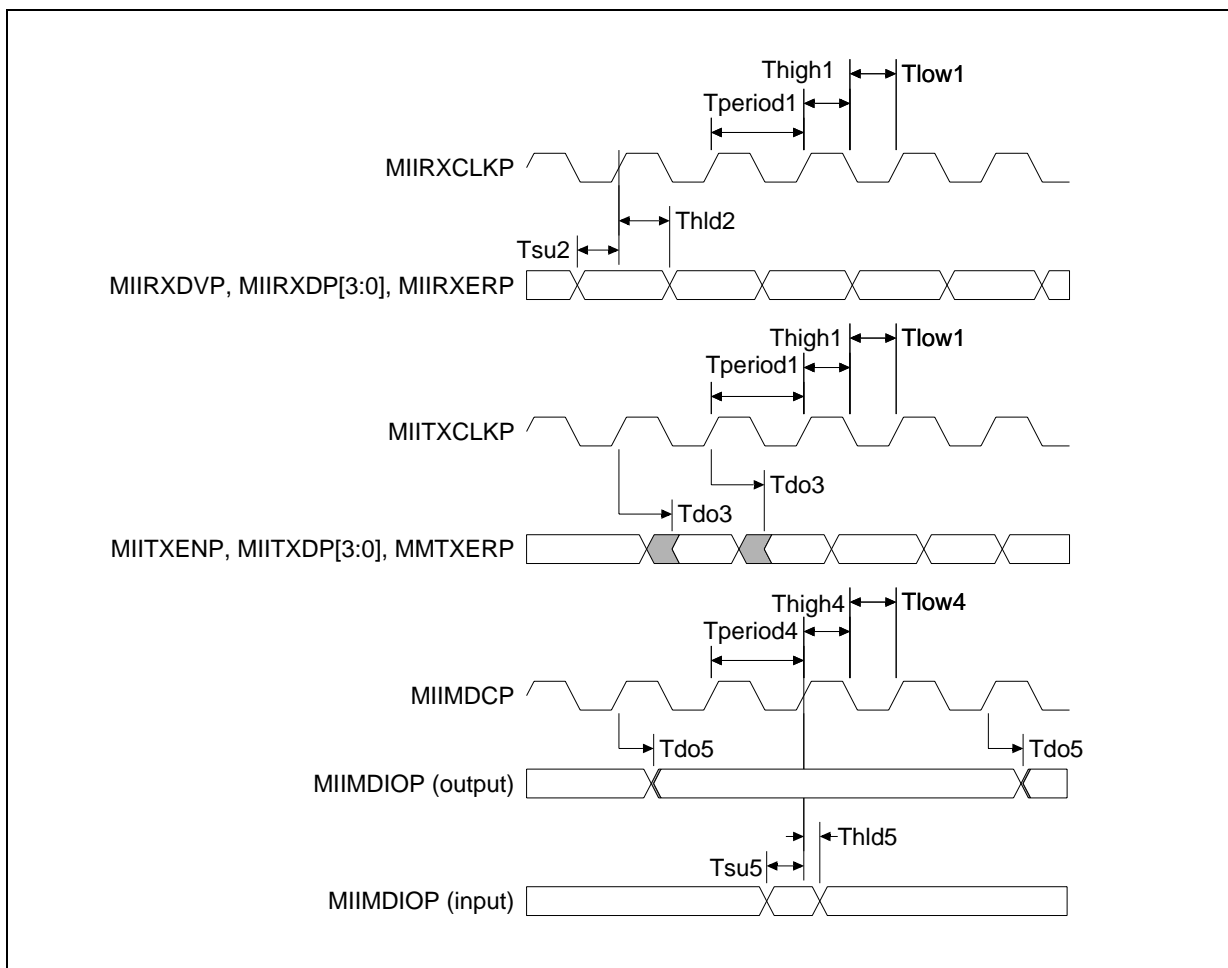 Thigh1 Tlow1
Tperiod1
MIIRXCLKP
Thld2
Tsu2
MIIRXDVP, MIIRXDP[3:0], MIIRXERP
Thigh1 Tlow1
Tperiod1
MIITXCLKP
Tdo3
Tdo3
MIITXENP, MIITXDP[3:0], MMTXERP
Thigh4 Tlow4
Tperiod4
MIIMDCP
Tdo5 Tdo5
MIIMDIOP (output)
Thld5
Tsu5
MIIMDIOP (input)